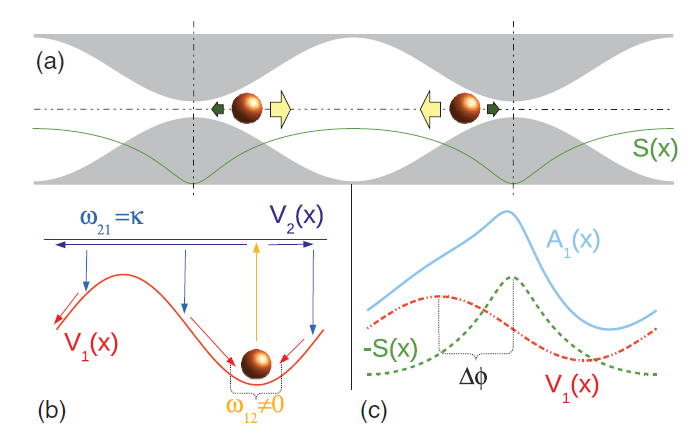 (a)
S(x)
ω₂₁=κ
V₂(x)
V₁(x)
ω₁₂≠0
(b)
A₁(x)
-S(x)
Δϕ
V₁(x)
(c)